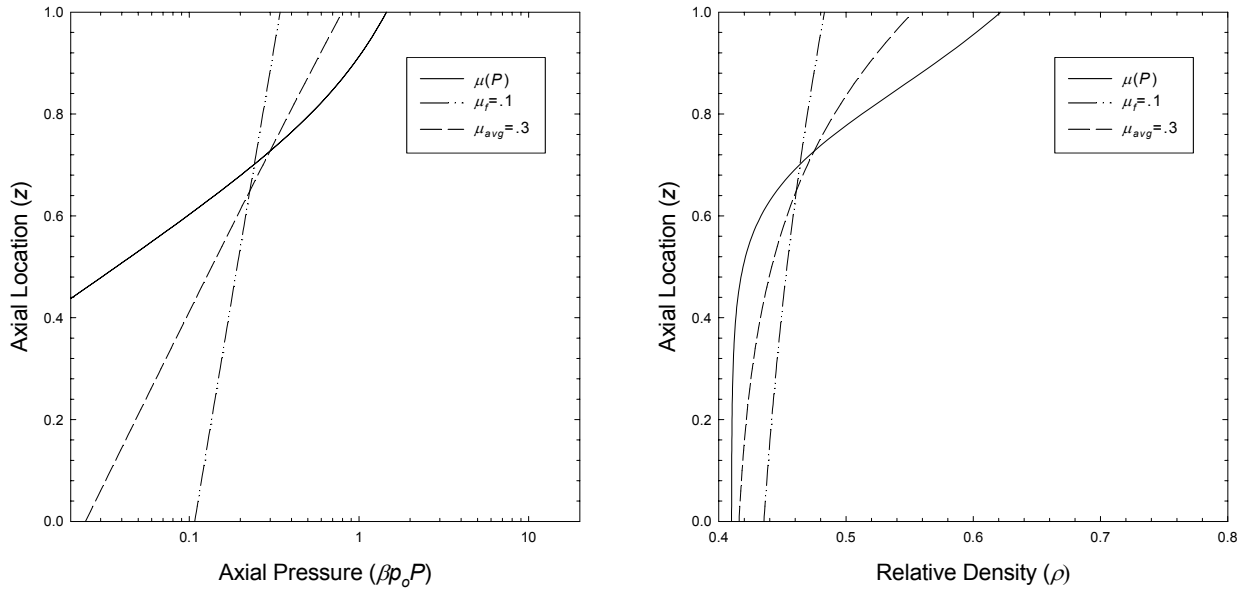 1.0
0.8
0.6
0.4
0.2
0.0
Axial Location (z)
0.1
1
10
Axial Pressure (βpₒP)
μ(P)
μf=.1
μavg=.3
1.0
0.8
0.6
0.4
0.2
0.0
Axial Location (z)
0.4
0.5
0.6
0.7
0.8
Relative Density (ρ)
μ(P)
μf=.1
μavg=.3